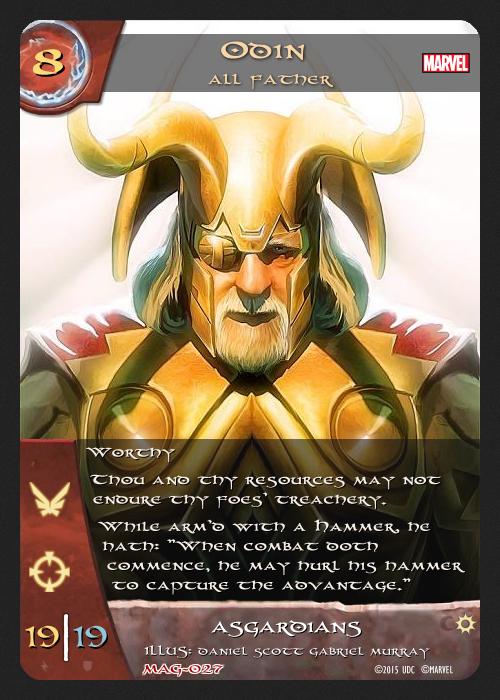 8
Odin
All Father
MARVEL
Worthy
Thou and thy resources may not
endure thy foes' treachery.
While arm'd with a Hammer, he
hath: "When combat doth
commence, he may hurl his hammer
to capture the advantage."
19|19
Asgardians
Illus: Daniel Scott Gabriel Murray
MAG-027
©2015 UDC ©MARVEL